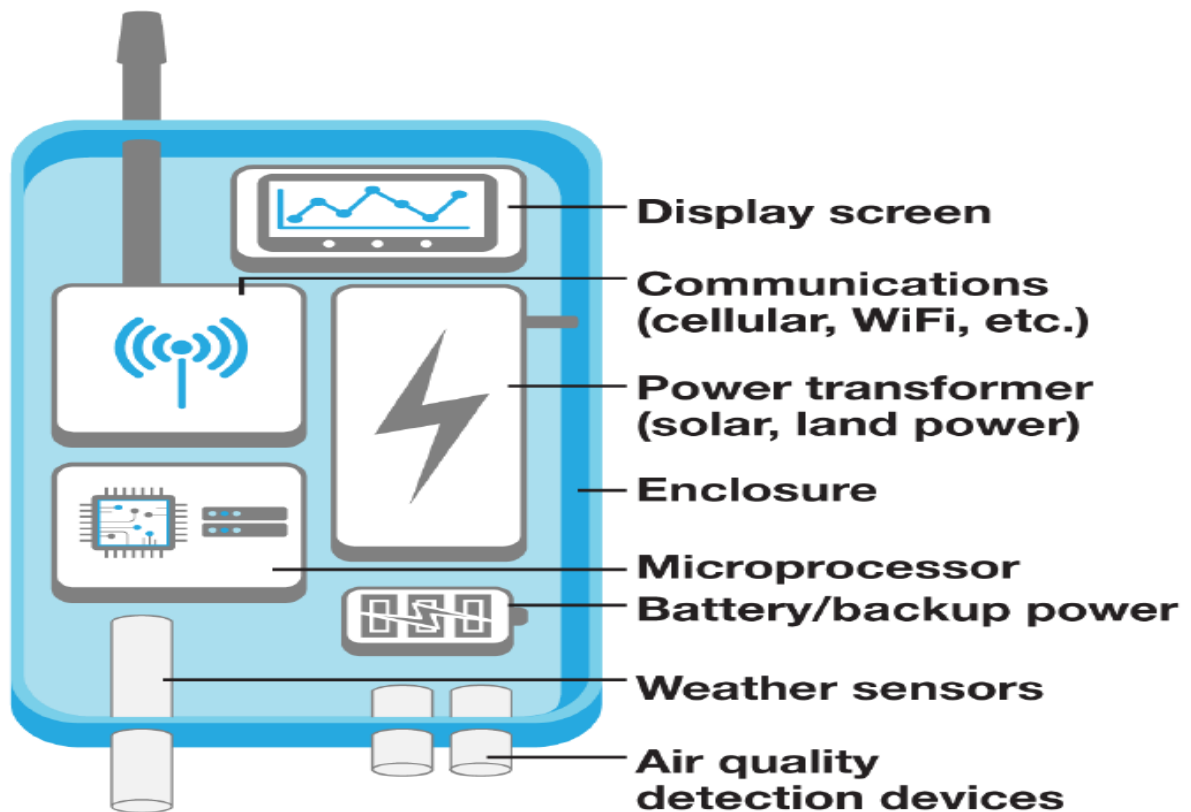 Display screen
Communications
(cellular, WiFi, etc.)
Power transformer
(solar, land power)
Enclosure
Microprocessor
Battery/backup power
Weather sensors
Air quality
detection devices